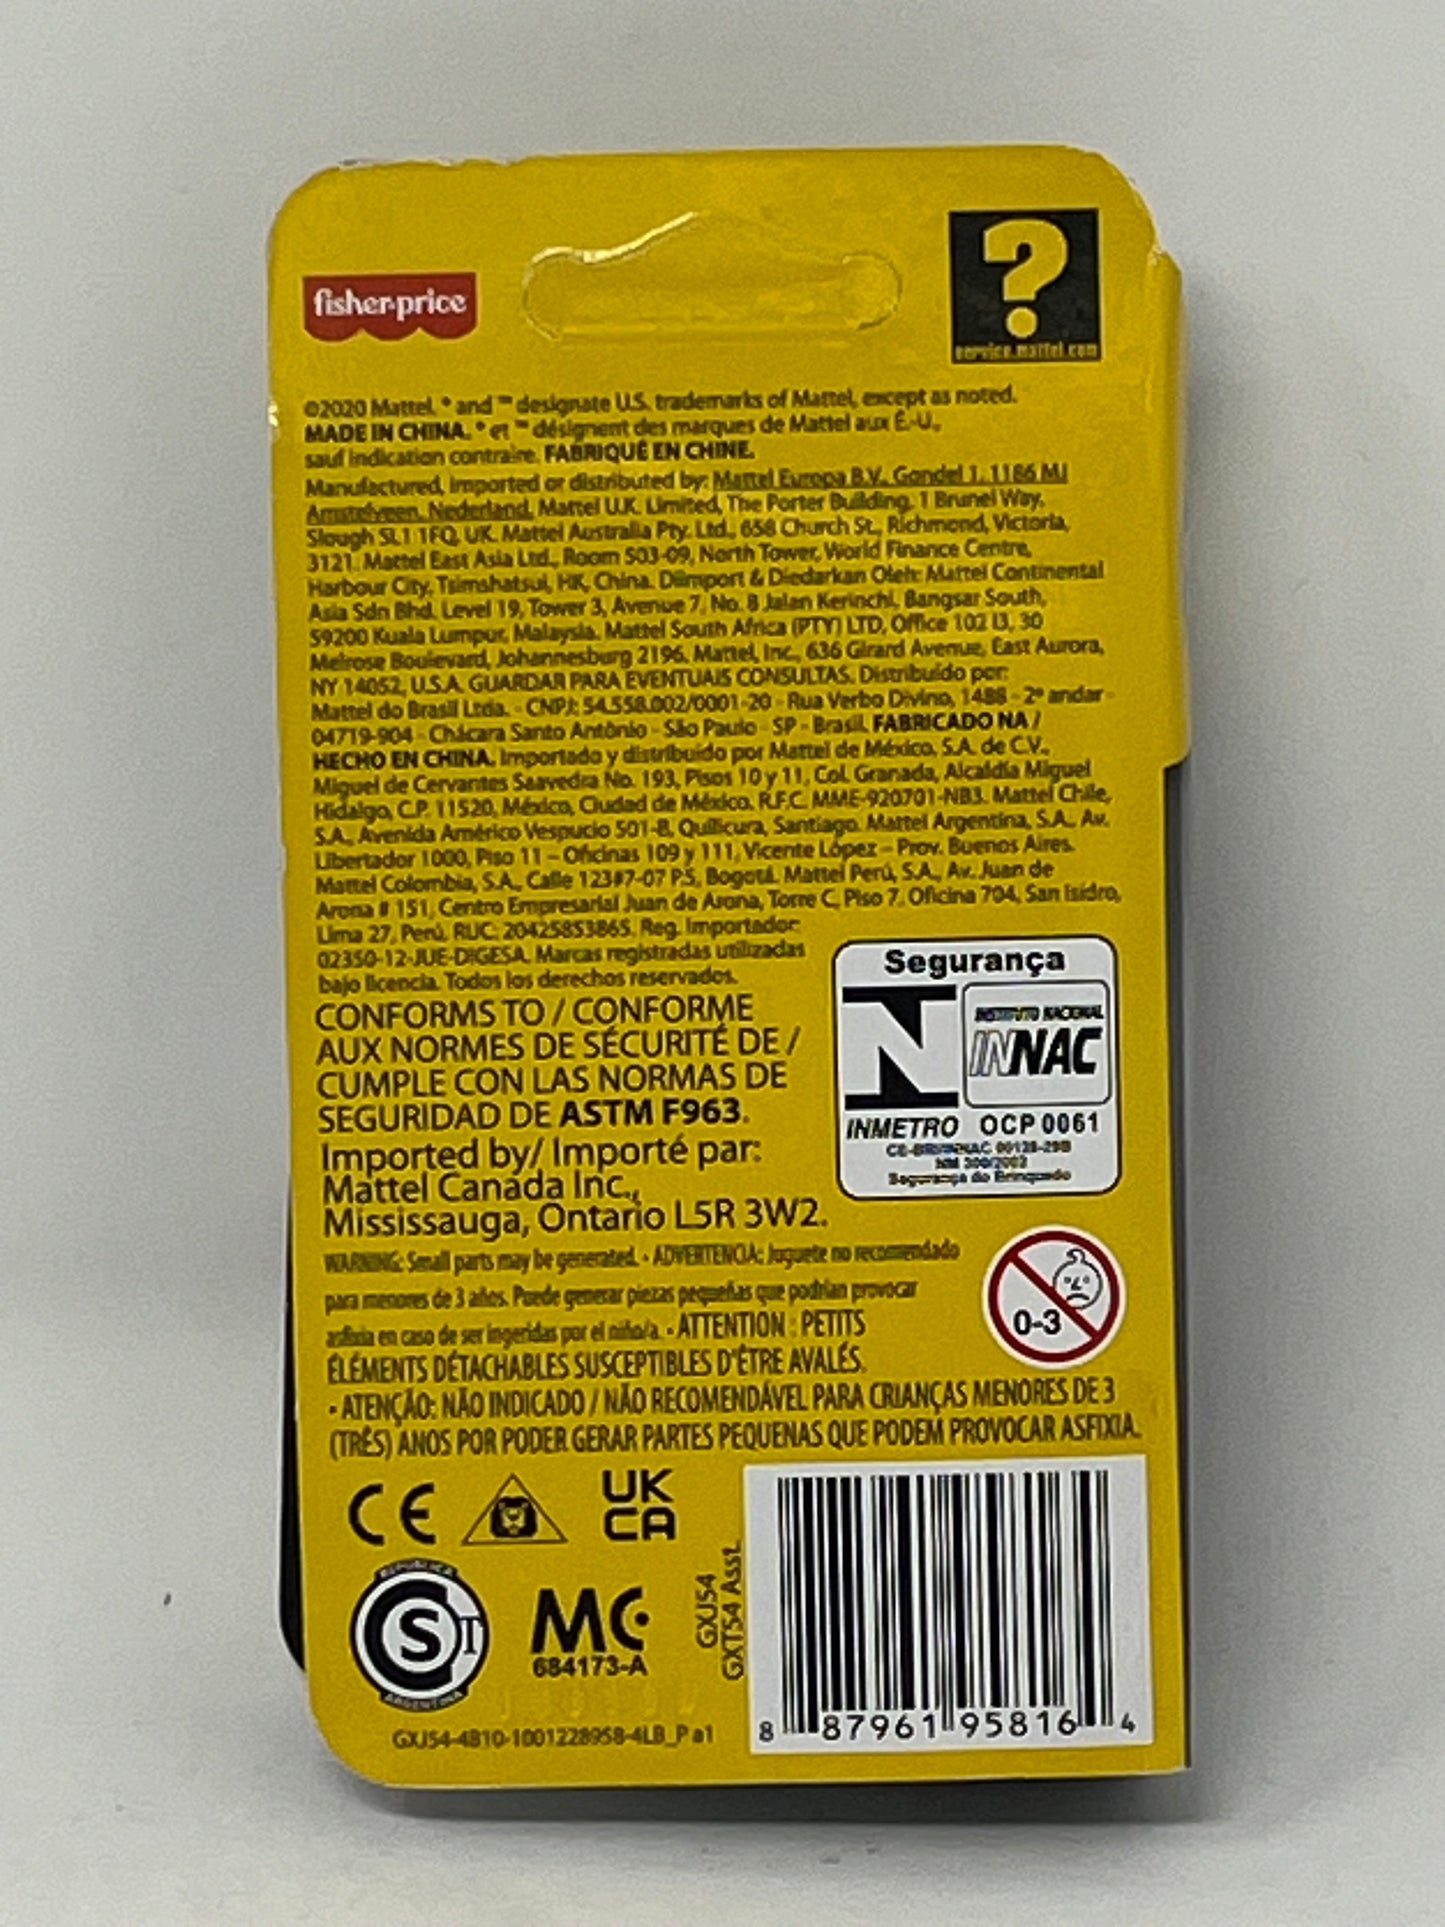 fisher-price
?
service.mattel.com
©2020 Mattel. ® and ™ designate U.S. trademarks of Mattel, except as noted.
MADE IN CHINA. ® et ™ désignent des marques de Mattel aux É.-U.,
sauf indication contraire. FABRIQUÉ EN CHINE.
Manufactured, imported or distributed by: Mattel Europa B.V., Gondel 1, 1186 MJ
Amstelveen, Nederland. Mattel U.K. Limited, The Porter Building, 1 Brunel Way,
Slough SL1 1FQ, UK. Mattel Australia Pty. Ltd., 658 Church St., Richmond, Victoria,
3121. Mattel East Asia Ltd., Room 503-09, North Tower, World Finance Centre,
Harbour City, Tsimshatsui, HK, China. Diimport & Diedarkan Oleh: Mattel Continental
Asia Sdn Bhd. Level 19, Tower 3, Avenue 7, No. 8 Jalan Kerinchi, Bangsar South,
59200 Kuala Lumpur, Malaysia. Mattel South Africa (PTY) LTD, Office 102 I3, 30
Melrose Boulevard, Johannesburg 2196. Mattel, Inc., 636 Girard Avenue, East Aurora,
NY 14052, U.S.A. GUARDAR PARA EVENTUAIS CONSULTAS. Distribuído por:
Mattel do Brasil Ltda. - CNPJ: 54.558.002/0001-20 - Rua Verbo Divino, 1488 - 2º andar -
04719-904 - Chácara Santo Antônio - São Paulo - SP - Brasil. FABRICADO NA /
HECHO EN CHINA. Importado y distribuido por Mattel de México, S.A. de C.V.,
Miguel de Cervantes Saavedra No. 193, Pisos 10 y 11, Col. Granada, Alcaldía Miguel
Hidalgo, C.P. 11520, México, Ciudad de México. R.F.C. MME-920701-NB3. Mattel Chile,
S.A., Avenida Américo Vespucio 501-B, Quilicura, Santiago. Mattel Argentina, S.A., Av.
Libertador 1000, Piso 11 – Oficinas 109 y 111, Vicente López – Prov. Buenos Aires.
Mattel Colombia, S.A., Calle 123#7-07 P.5, Bogotá. Mattel Perú, S.A., Av. Juan de
Arona # 151, Centro Empresarial Juan de Arona, Torre C, Piso 7, Oficina 704, San Isidro,
Lima 27, Perú. RUC: 20425853865. Reg. Importador:
02350-12-JUE-DIGESA. Marcas registradas utilizadas
bajo licencia. Todos los derechos reservados.
CONFORMS TO / CONFORME
AUX NORMES DE SÉCURITÉ DE /
CUMPLE CON LAS NORMAS DE
SEGURIDAD DE ASTM F963.
Imported by/ Importé par:
Mattel Canada Inc.,
Mississauga, Ontario L5R 3W2.
Segurança
INSTITUTO NACIONAL
INNAC
INMETRO OCP 0061
NM 300/2002
Segurança do Brinquedo
WARNING: Small parts may be generated. • ADVERTENCIA: Juguete no recomendado
para menores de 3 años. Puede generar piezas pequeñas que podrían provocar
asfixia en caso de ser ingeridas por el niño/a. • ATTENTION : PETITS
ÉLÉMENTS DÉTACHABLES SUSCEPTIBLES D'ÊTRE AVALÉS.
• ATENÇÃO: NÃO INDICADO / NÃO RECOMENDÁVEL PARA CRIANÇAS MENORES DE 3
(TRÊS) ANOS POR PODER GERAR PARTES PEQUENAS QUE PODEM PROVOCAR ASFIXIA.
0-3
CE
UK
CA
REPUBLICA
S T
ARGENTINA
MC
684173-A
GXJ54
GXT54 Asst.
8 87961 95816 4
GXJ54-4B10-1001228958-4LB_P a1